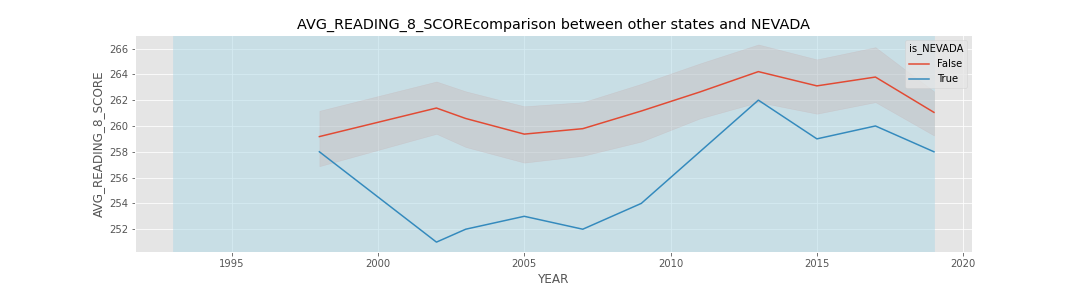 AVG_READING_8_SCOREcomparison between other states and NEVADA
AVG_READING_8_SCORE
266
264
262
260
258
256
254
252
is_NEVADA
False
True
1995
2000
2005
2010
2015
2020
YEAR